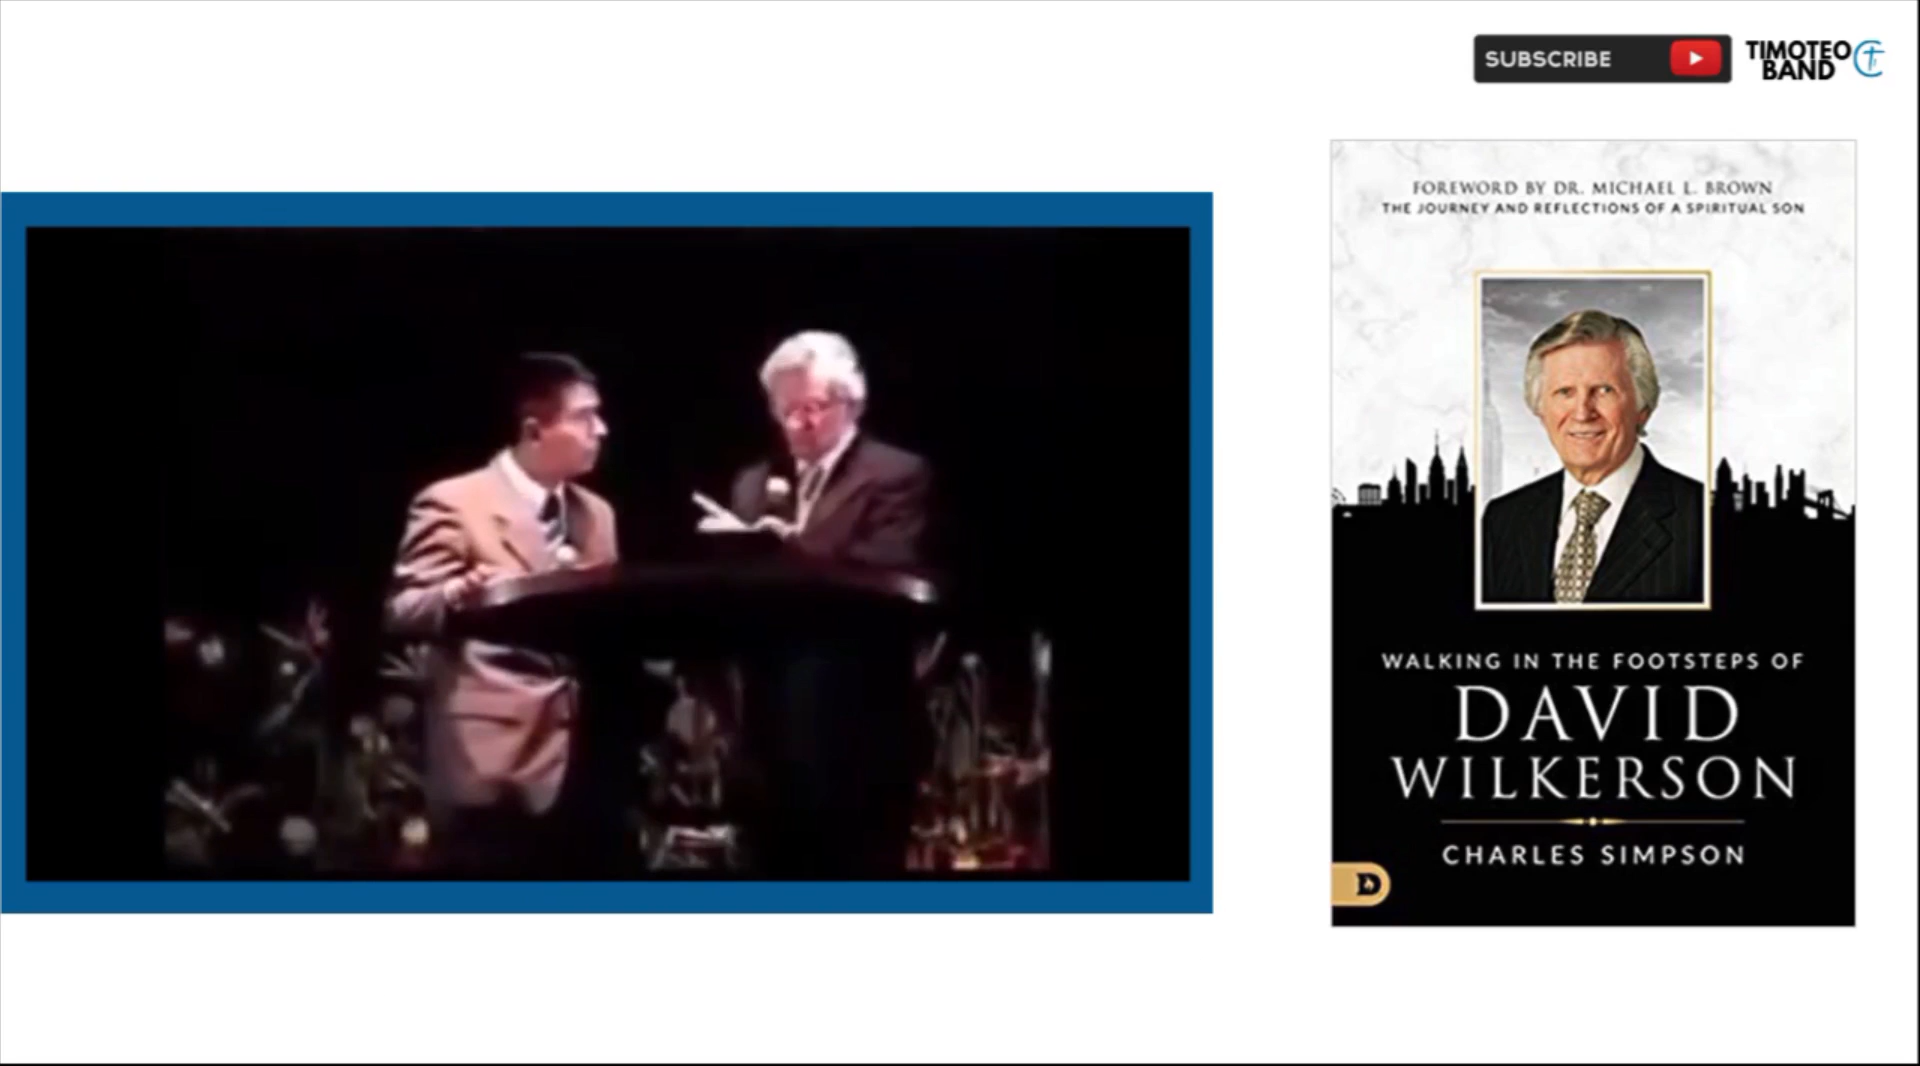 SUBSCRIBE
TIMOTEO
BAND
FOREWORD BY DR. MICHAEL L. BROWN
THE JOURNEY AND REFLECTIONS OF A SPIRITUAL SON
WALKING IN THE FOOTSTEPS OF
DAVID
WILKERSON
CHARLES SIMPSON
D